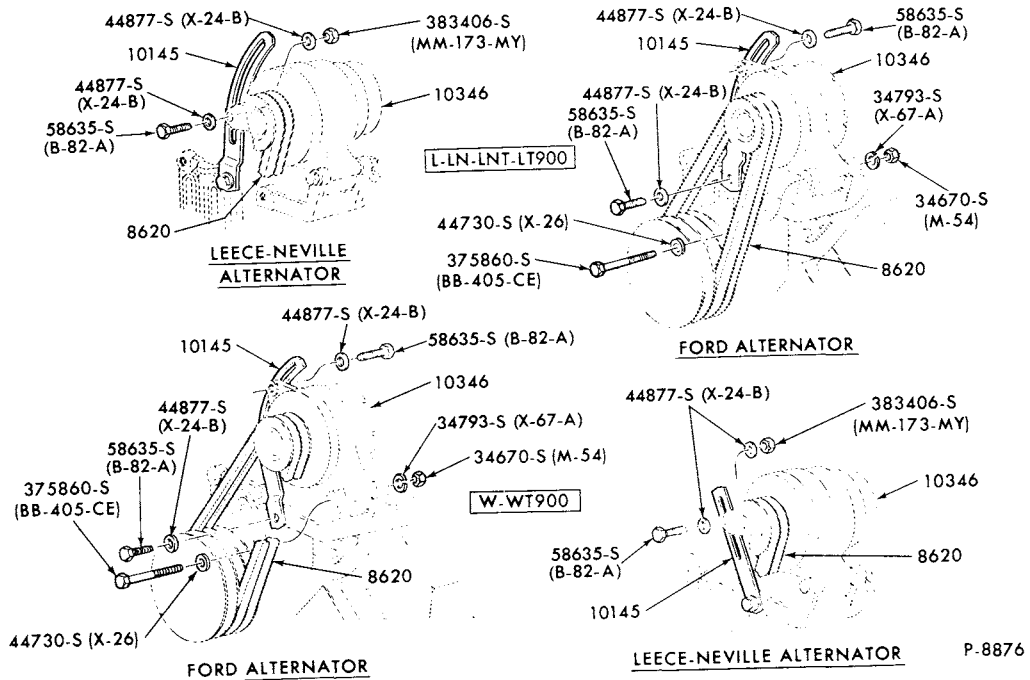 44877-S (X-24-B)
383406-S
(MM-173-MY)
10145
44877-S
(X-24-B)
58635-S
(B-82-A)
10346
8620
LEECE-NEVILLE
ALTERNATOR
L-LN-LNT-LT900
44877-S (X-24-B)
58635-S
(B-82-A)
10145
10346
44877-S (X-24-B)
58635-S
(B-82-A)
34793-S
(X-67-A)
34670-S
(M-54)
44730-S (X-26)
375860-S
(BB-405-CE)
8620
FORD ALTERNATOR
44877-S (X-24-B)
10145
58635-S (B-82-A)
10346
44877-S
(X-24-B)
58635-S
(B-82-A)
375860-S
(BB-405-CE)
34793-S (X-67-A)
34670-S (M-54)
W-WT900
8620
44730-S (X-26)
FORD ALTERNATOR
44877-S (X-24-B)
383406-S
(MM-173-MY)
10346
58635-S
(B-82-A)
8620
10145
LEECE-NEVILLE ALTERNATOR
P-8876